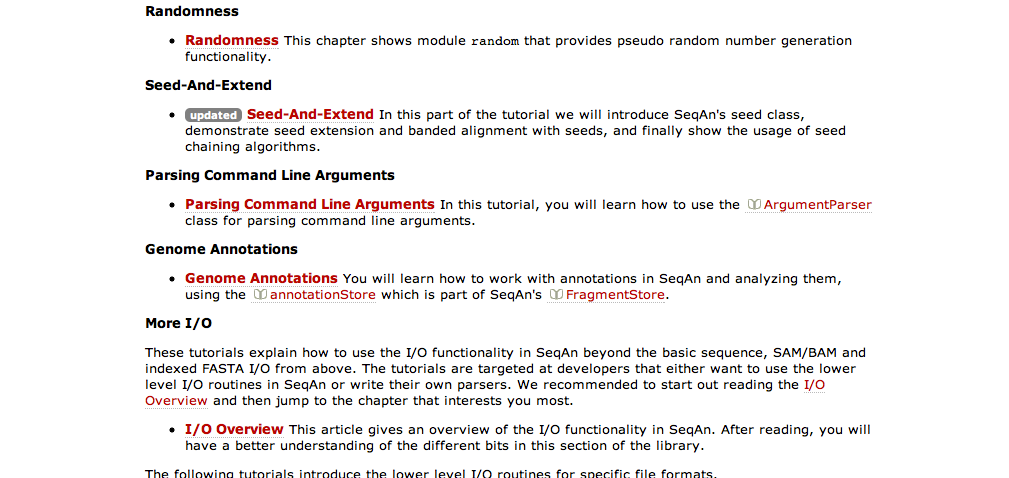 Randomness
Randomness This chapter shows module random that provides pseudo random number generation
functionality.
Seed-And-Extend
updated Seed-And-Extend In this part of the tutorial we will introduce SeqAn's seed class,
demonstrate seed extension and banded alignment with seeds, and finally show the usage of seed
chaining algorithms.
Parsing Command Line Arguments
Parsing Command Line Arguments In this tutorial, you will learn how to use the ArgumentParser
class for parsing command line arguments.
Genome Annotations
Genome Annotations You will learn how to work with annotations in SeqAn and analyzing them,
using the annotationStore which is part of SeqAn's FragmentStore.
More I/O
These tutorials explain how to use the I/O functionality in SeqAn beyond the basic sequence, SAM/BAM and
indexed FASTA I/O from above. The tutorials are targeted at developers that either want to use the lower
level I/O routines in SeqAn or write their own parsers. We recommended to start out reading the I/O
Overview and then jump to the chapter that interests you most.
I/O Overview This article gives an overview of the I/O functionality in SeqAn. After reading, you will
have a better understanding of the different bits in this section of the library.
The following tutorials introduce the lower level I/O routines for specific file formats.